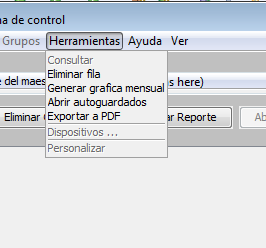 a de control
Grupos Herramientas Ayuda Ver
Consultar
Eliminar fila
Generar grafica mensual
Abrir autoguardados
Exportar a PDF
Dispositivos ...
Personalizar
e del maes s here)
Eliminar ar Reporte Ab